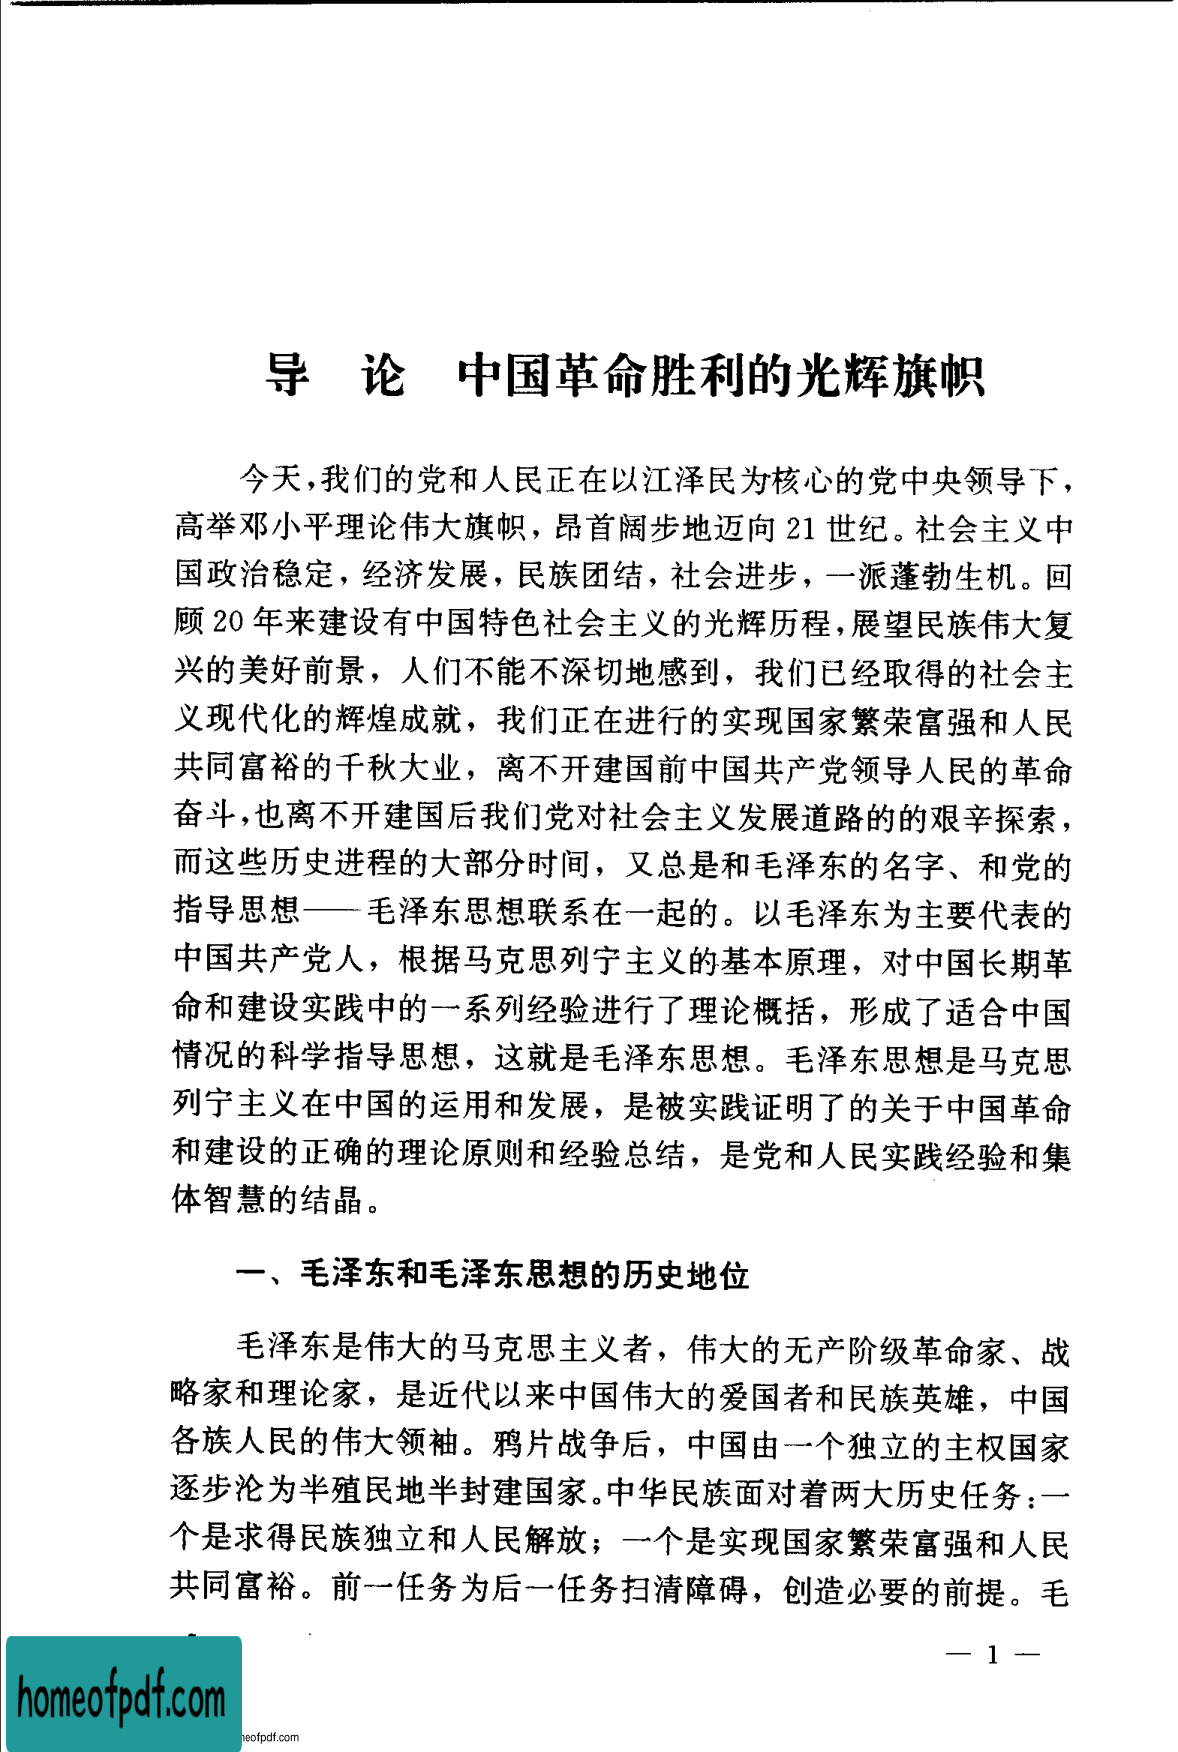 导　论　中国革命胜利的光辉旗帜
今天，我们的党和人民正在以江泽民为核心的党中央领导下，
高举邓小平理论伟大旗帜，昂首阔步地迈向 21 世纪。社会主义中
国政治稳定，经济发展，民族团结，社会进步，一派蓬勃生机。回
顾 20 年来建设有中国特色社会主义的光辉历程，展望民族伟大复
兴的美好前景，人们不能不深切地感到，我们已经取得的社会主
义现代化的辉煌成就，我们正在进行的实现国家繁荣富强和人民
共同富裕的千秋大业，离不开建国前中国共产党领导人民的革命
奋斗，也离不开建国后我们党对社会主义发展道路的的艰辛探索，
而这些历史进程的大部分时间，又总是和毛泽东的名字、和党的
指导思想——毛泽东思想联系在一起的。以毛泽东为主要代表的
中国共产党人，根据马克思列宁主义的基本原理，对中国长期革
命和建设实践中的一系列经验进行了理论概括，形成了适合中国
情况的科学指导思想，这就是毛泽东思想。毛泽东思想是马克思
列宁主义在中国的运用和发展，是被实践证明了的关于中国革命
和建设的正确的理论原则和经验总结，是党和人民实践经验和集
体智慧的结晶。
一、毛泽东和毛泽东思想的历史地位
毛泽东是伟大的马克思主义者，伟大的无产阶级革命家、战
略家和理论家，是近代以来中国伟大的爱国者和民族英雄，中国
各族人民的伟大领袖。鸦片战争后，中国由一个独立的主权国家
逐步沦为半殖民地半封建国家。中华民族面对着两大历史任务：一
个是求得民族独立和人民解放；一个是实现国家繁荣富强和人民
共同富裕。前一任务为后一任务扫清障碍，创造必要的前提。毛
— 1 —
homeofpdf.com
neofpdf.com